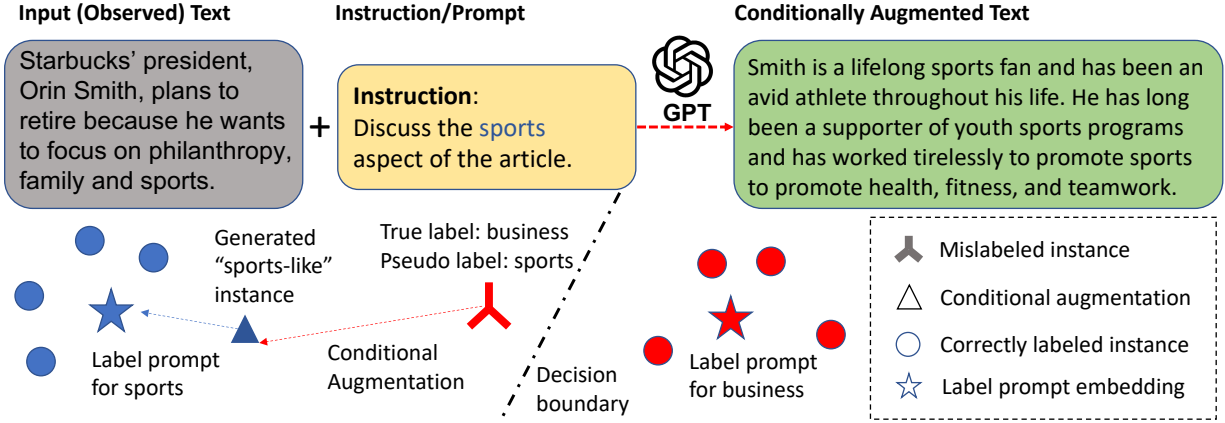 Input (Observed) Text
Instruction/Prompt
Conditionally Augmented Text
Starbucks’ president,
Orin Smith, plans to
retire because he wants
to focus on philanthropy,
family and sports.
+
Instruction:
Discuss the sports
aspect of the article.
GPT
Smith is a lifelong sports fan and has been an
avid athlete throughout his life. He has long
been a supporter of youth sports programs
and has worked tirelessly to promote sports
to promote health, fitness, and teamwork.
Generated
“sports-like”
instance
True label: business
Pseudo label: sports
Label prompt
for sports
Conditional
Augmentation
Decision
boundary
Label prompt
for business
Mislabeled instance
Conditional augmentation
Correctly labeled instance
Label prompt embedding